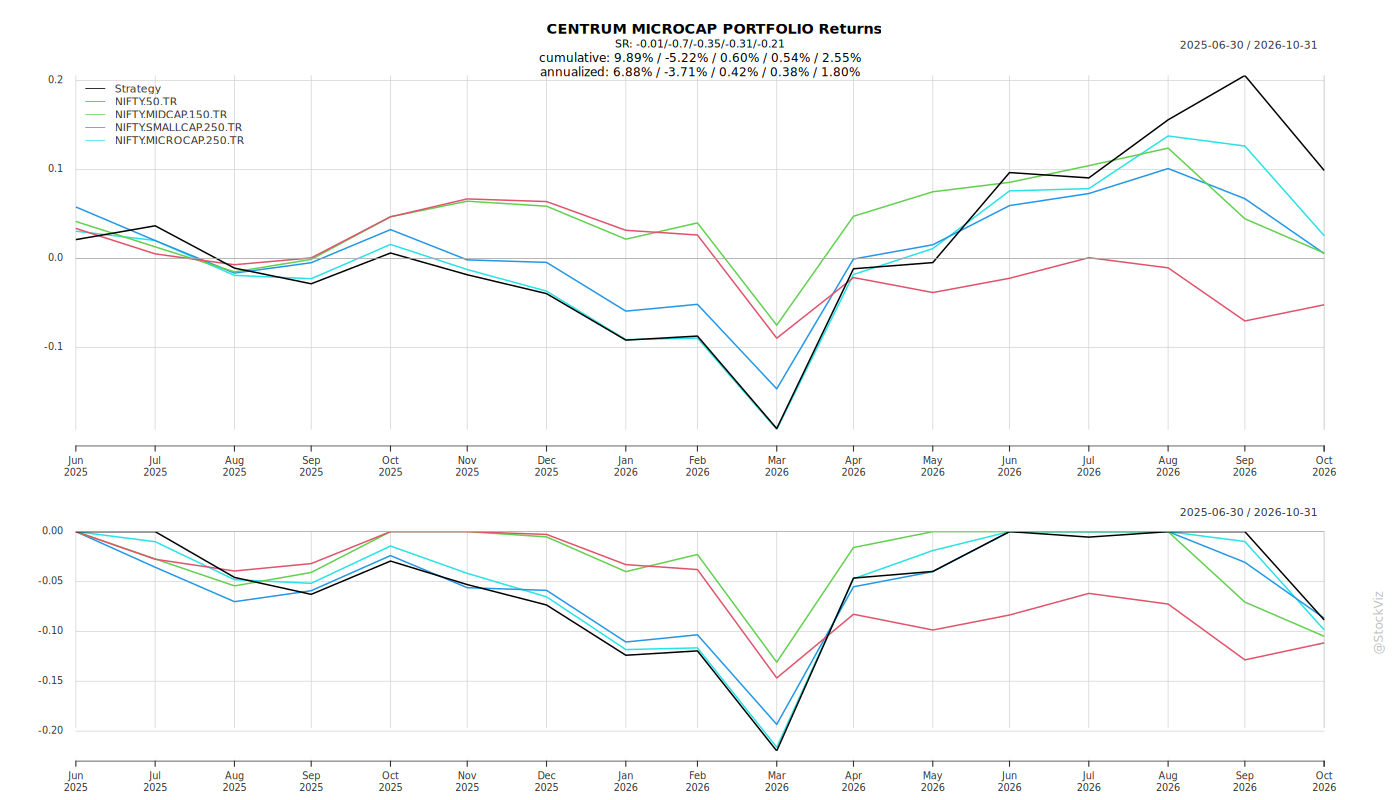 CENTRUM MICROCAP PORTFOLIO Returns
SR: -0.01/-0.7/-0.35/-0.31/-0.21
cumulative: 9.89% / -5.22% / 0.60% / 0.54% / 2.55%
annualized: 6.88% / -3.71% / 0.42% / 0.38% / 1.80%
2025-06-30 / 2026-10-31
0.2
0.1
0.0
-0.1
Strategy
NIFTY.50.TR
NIFTY.MIDCAP.150.TR
NIFTY.SMALLCAP.250.TR
NIFTY.MICROCAP.250.TR
Jun Jul Aug Sep Oct Nov Dec Jan Feb Mar Apr May Jun Jul Aug Sep Oct
2025 2025 2025 2025 2025 2025 2025 2026 2026 2026 2026 2026 2026 2026 2026 2026 2026
2025-06-30 / 2026-10-31
0.00
-0.05
-0.10
-0.15
-0.20
Jun Jul Aug Sep Oct Nov Dec Jan Feb Mar Apr May Jun Jul Aug Sep Oct
2025 2025 2025 2025 2025 2025 2025 2026 2026 2026 2026 2026 2026 2026 2026 2026 2026
@StockViz